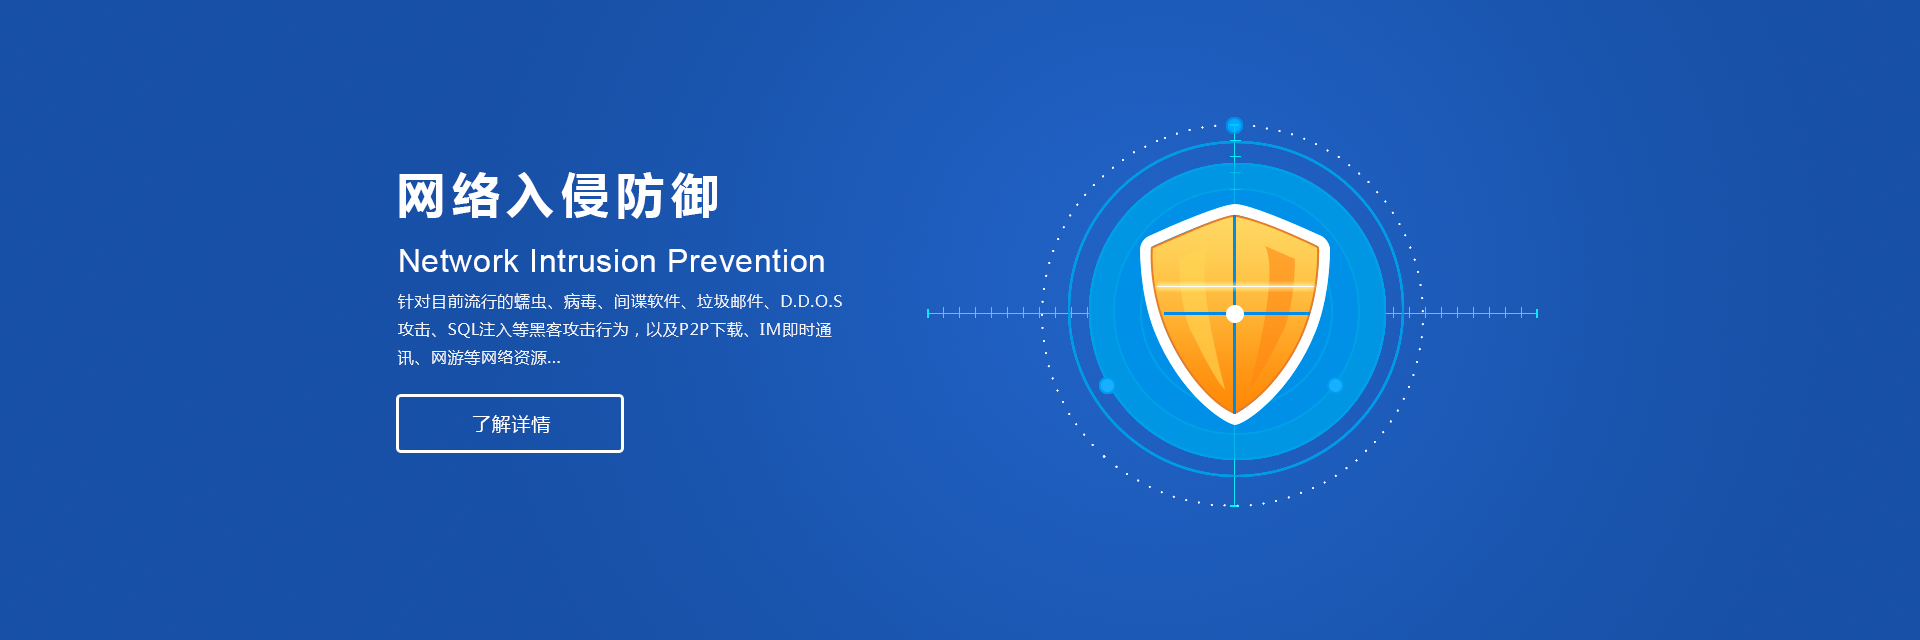 网络入侵防御
Network Intrusion Prevention
针对目前流行的蠕虫、病毒、间谍软件、垃圾邮件、D.D.O.S
攻击、SQL注入等黑客攻击行为，以及P2P下载、IM即时通
讯、网游等网络资源...
了解详情